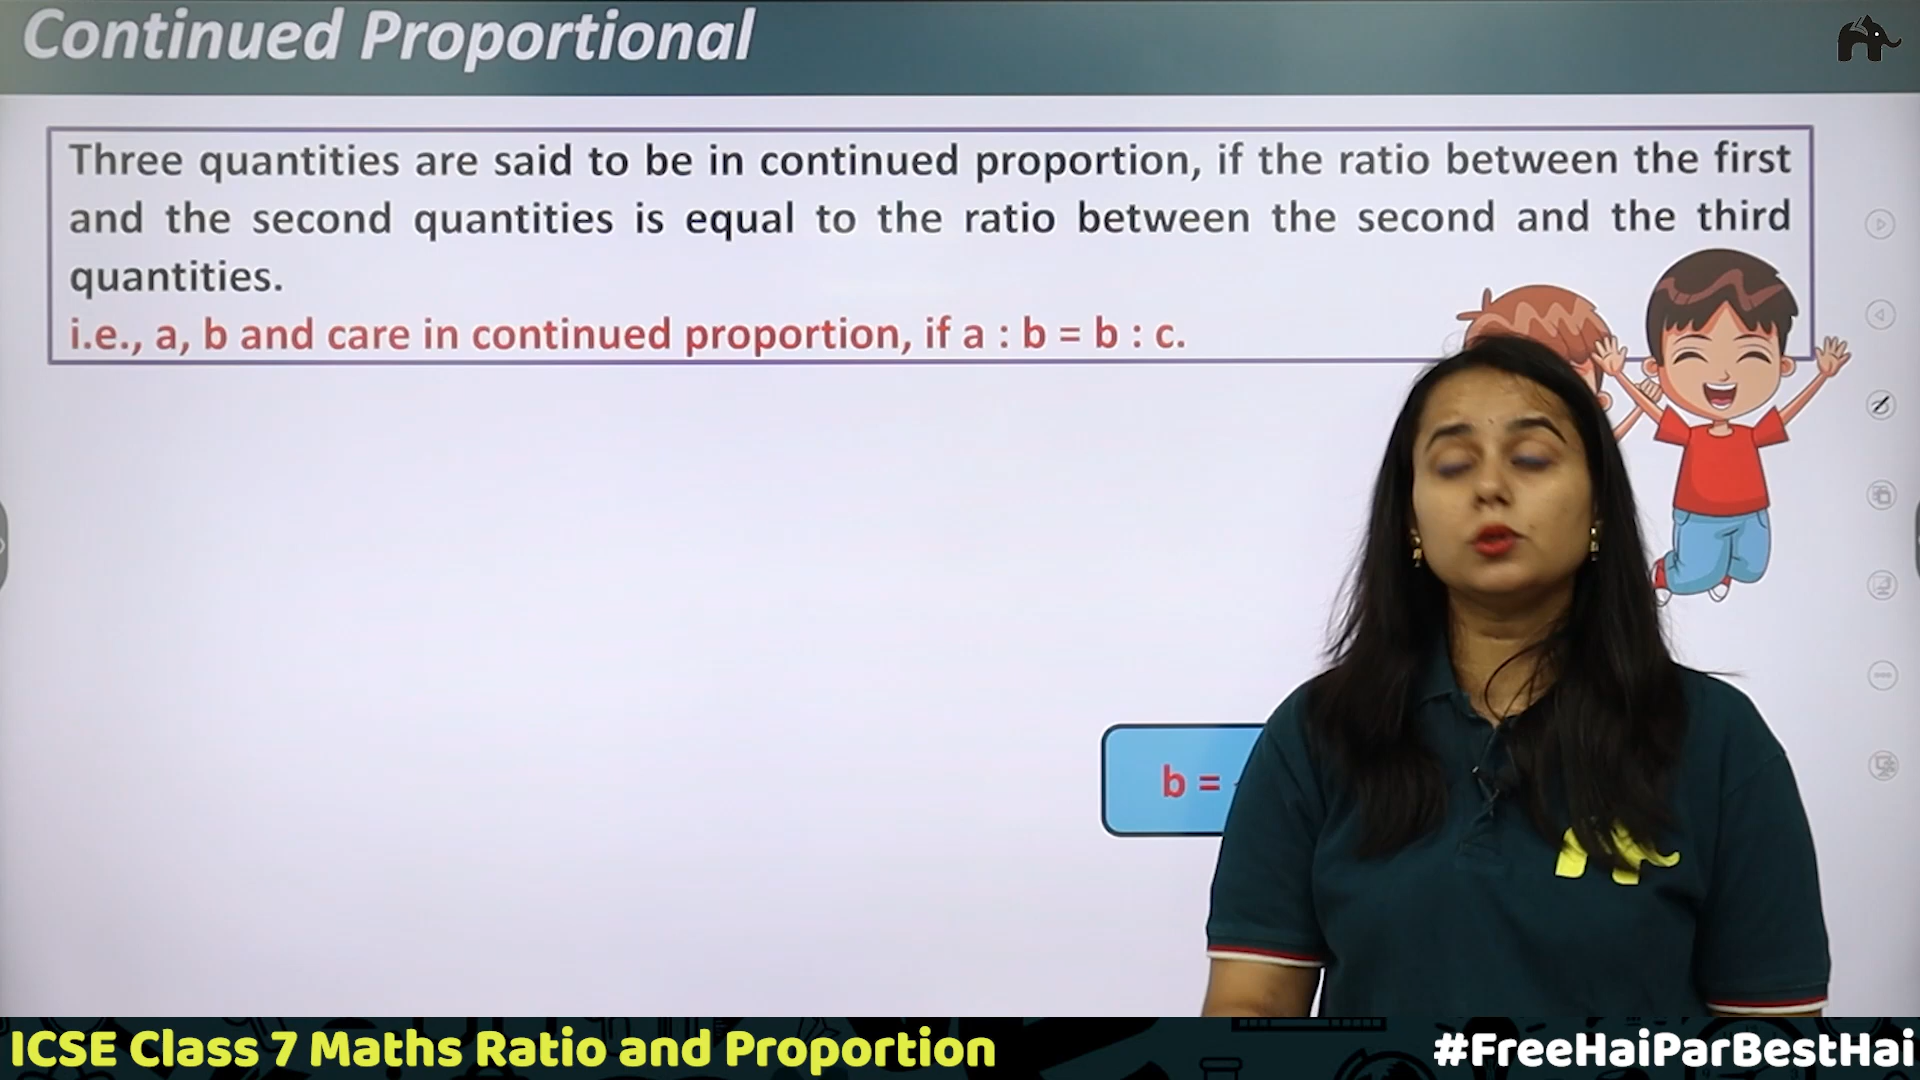 Continued Proportional
Three quantities are said to be in continued proportion, if the ratio between the first
and the second quantities is equal to the ratio between the second and the third
quantities.
i.e., a, b and care in continued proportion, if a : b = b : c.
b =
ICSE Class 7 Maths Ratio and Proportion
#FreeHaiParBestHai